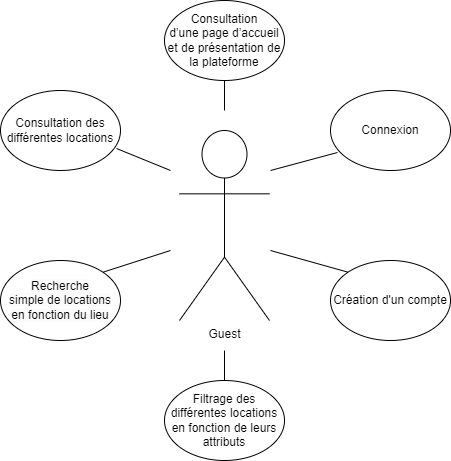 Consultation
d'une page d'accueil
et de présentation de
la plateforme
Consultation des
différentes locations
Connexion
Recherche
simple de locations
en fonction du lieu
Création d'un compte
Guest
Filtrage des
différentes locations
en fonction de leurs
attributs